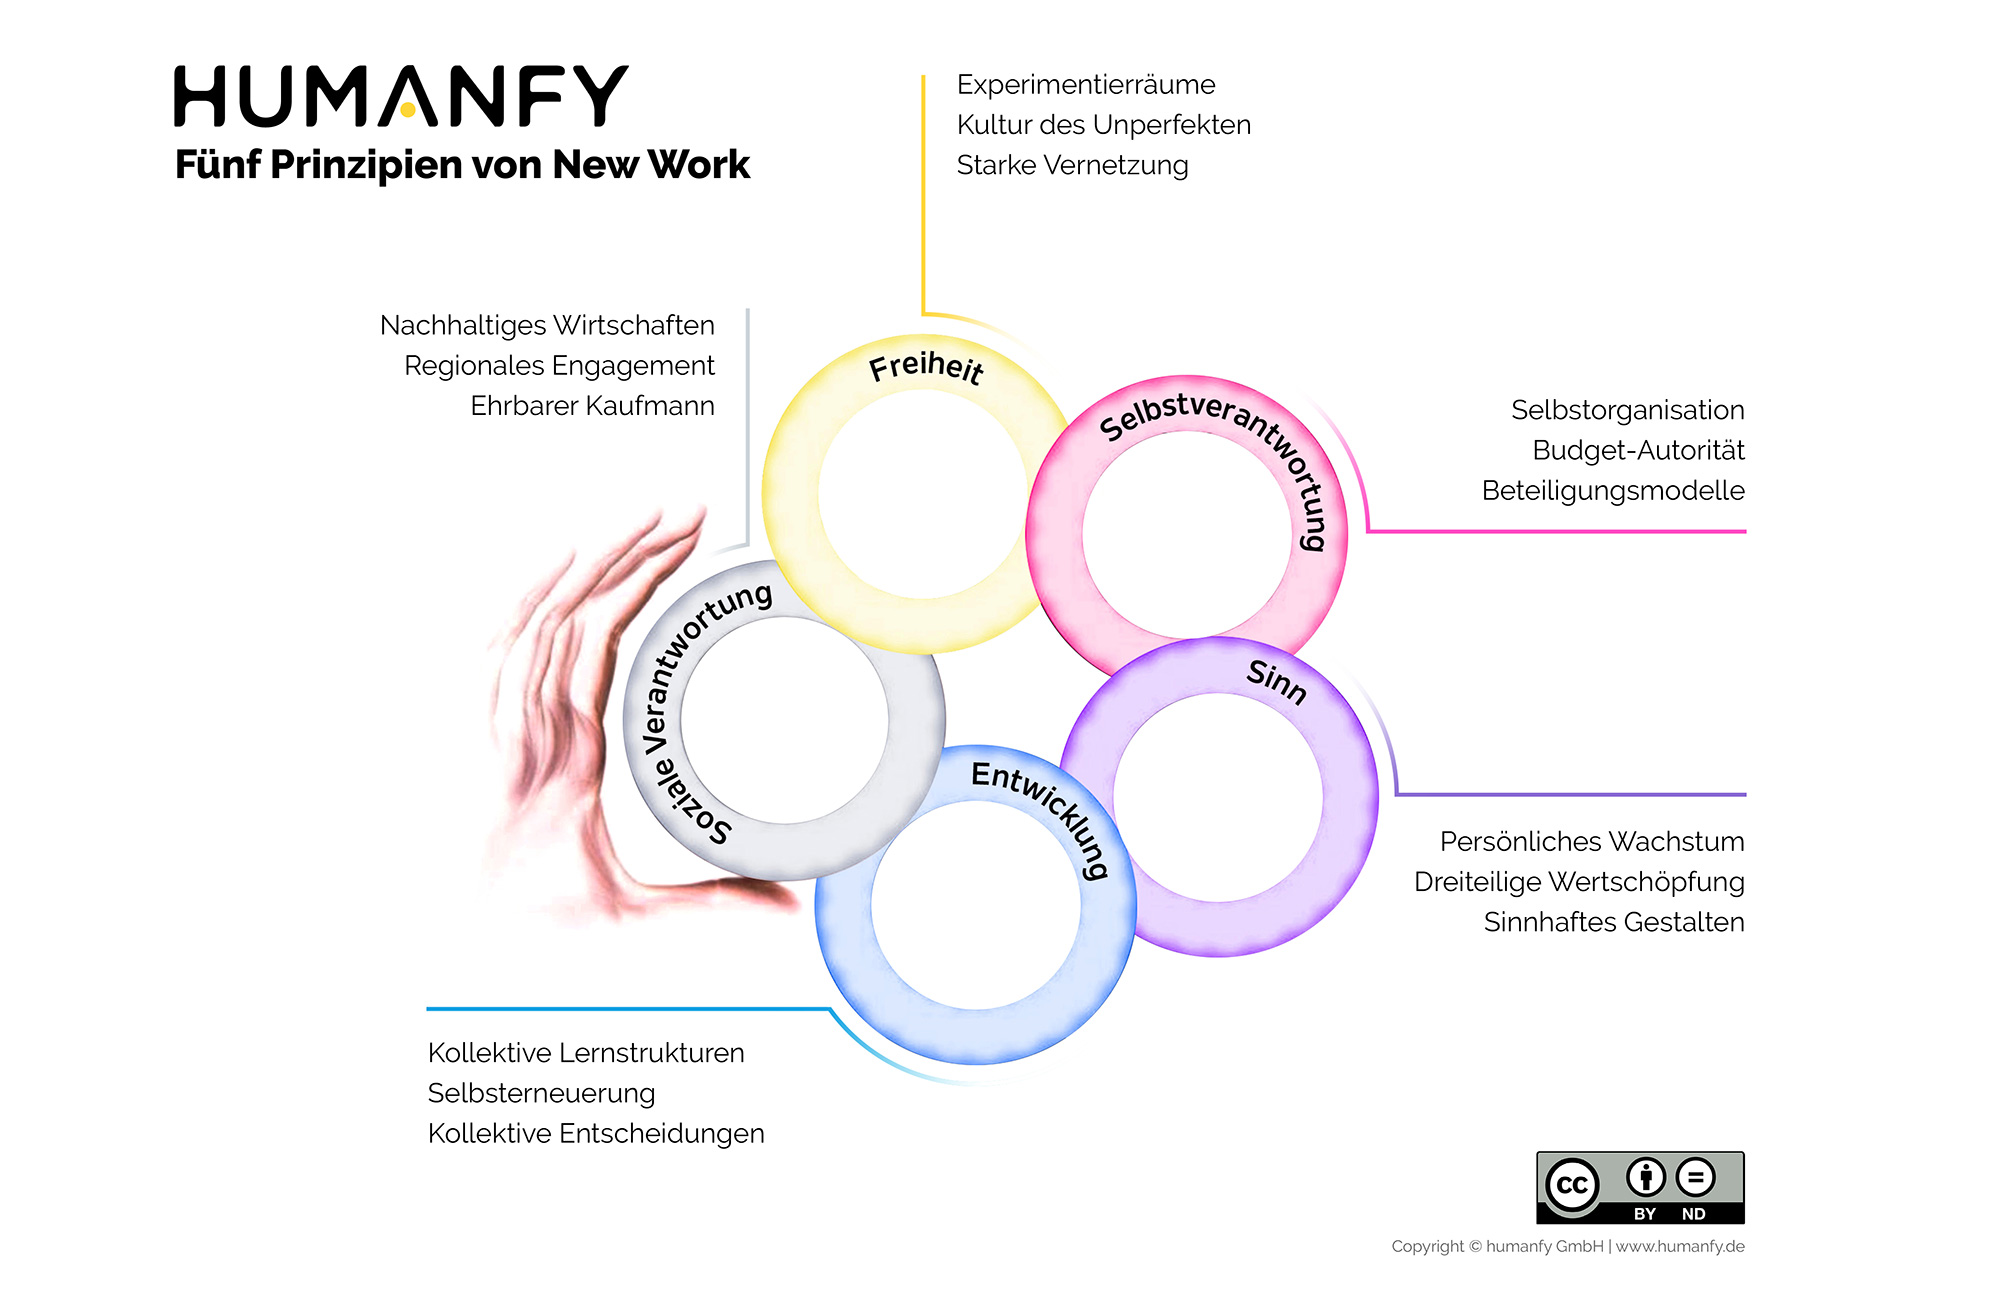 HUMANFY
Fünf Prinzipien von New Work
Experimentierräume
Kultur des Unperfekten
Starke Vernetzung
Nachhaltiges Wirtschaften
Regionales Engagement
Ehrbarer Kaufmann
Freiheit
Selbstverantwortung
Selbstorganisation
Budget-Autorität
Beteiligungsmodelle
Soziale Verantwortung
Sinn
Entwicklung
Persönliches Wachstum
Dreiteilige Wertschöpfung
Sinnhaftes Gestalten
Kollektive Lernstrukturen
Selbsterneuerung
Kollektive Entscheidungen
cc
BY ND
Copyright © humanfy GmbH | www.humanfy.de